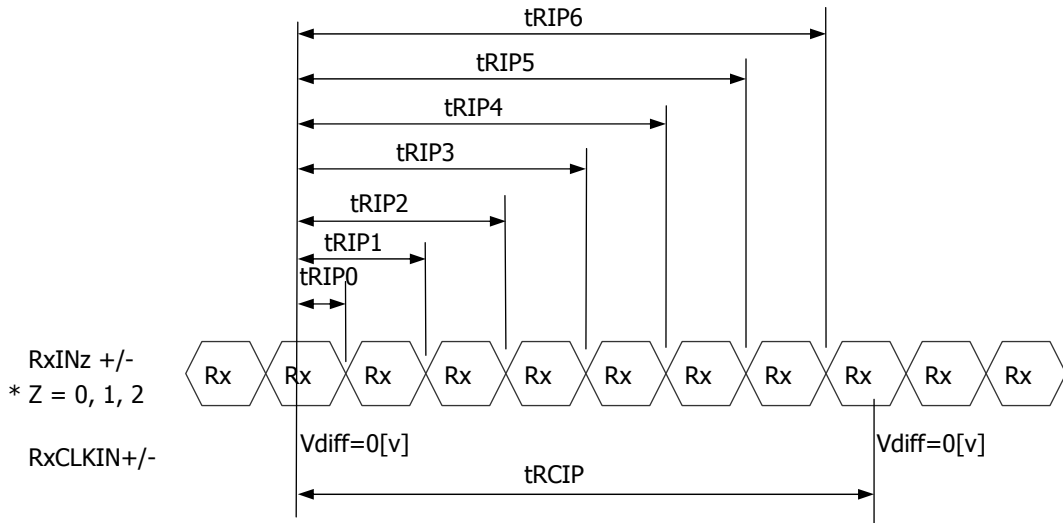 tRIP6
tRIP5
tRIP4
tRIP3
tRIP2
tRIP1
tRIP0
RxINz +/-
Rx Rx Rx Rx Rx Rx Rx Rx Rx Rx Rx
* Z = 0, 1, 2
Vdiff=0[v] Vdiff=0[v]
RxCLKIN+/-
tRCIP